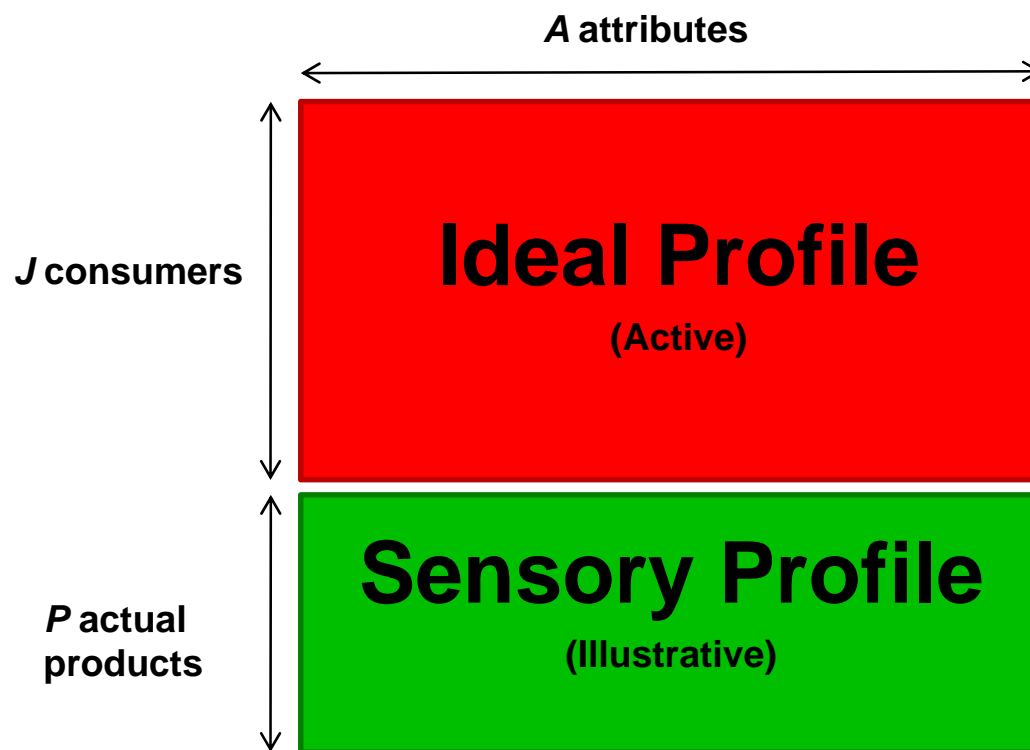 A attributes
J consumers
Ideal Profile
(Active)
P actual
products
Sensory Profile
(Illustrative)